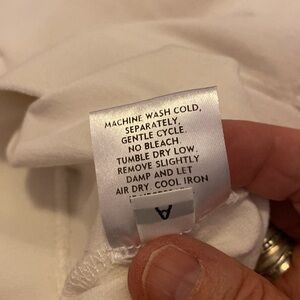 MACHINE WASH COLD,
SEPARATELY,
GENTLE CYCLE.
NO BLEACH
TUMBLE DRY LOW.
REMOVE SLIGHTLY
DAMP AND LET
AIR DRY. COOL IRON
A